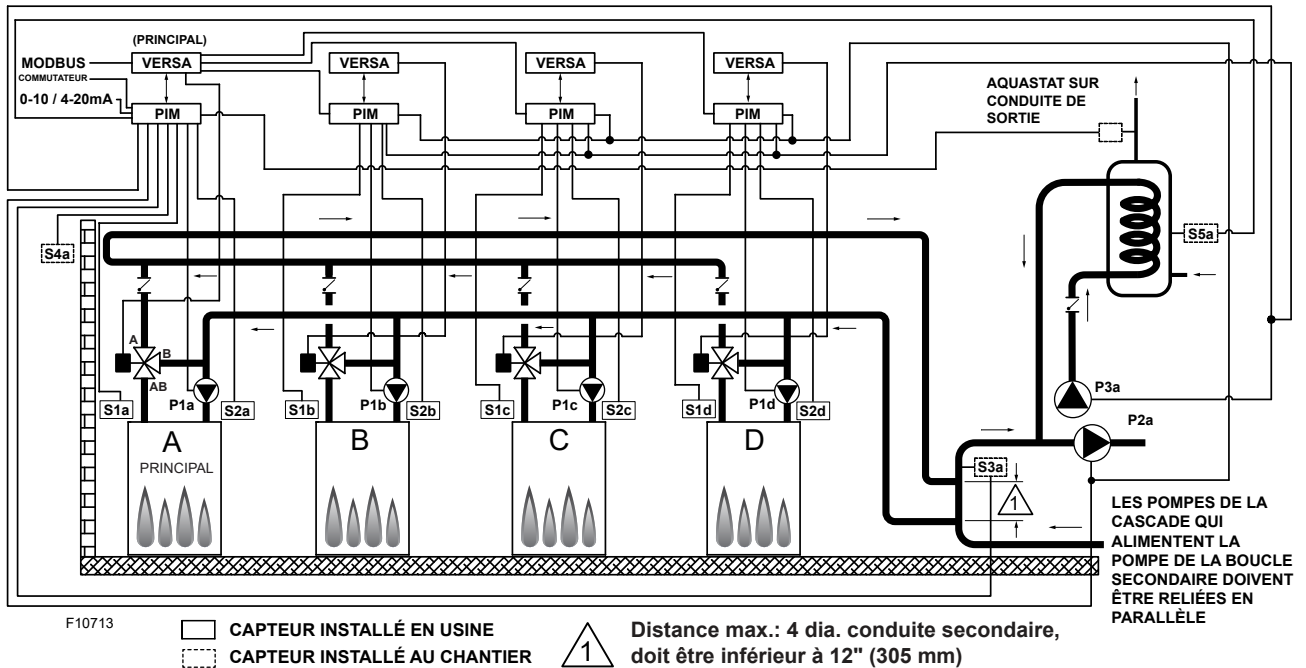 (PRINCIPAL)
MODBUS
VERSA
VERSA
VERSA
VERSA
COMMUTATEUR
0-10 / 4-20mA
PIM
PIM
PIM
PIM
AQUASTAT SUR
CONDUITE DE
SORTIE
S4a
S5a
A
B
AB
S1a
P1a
S2a
S1b
P1b
S2b
S1c
P1c
S2c
S1d
P1d
S2d
P3a
P2a
A
PRINCIPAL
B
C
D
S3a
1
LES POMPES DE LA
CASCADE QUI
ALIMENTENT LA
POMPE DE LA BOUCLE
SECONDAIRE DOIVENT
ÊTRE RELIÉES EN
PARALLÈLE
F10713
CAPTEUR INSTALLÉ EN USINE
CAPTEUR INSTALLÉ AU CHANTIER
1
Distance max.: 4 dia. conduite secondaire,
doit être inférieur à 12" (305 mm)